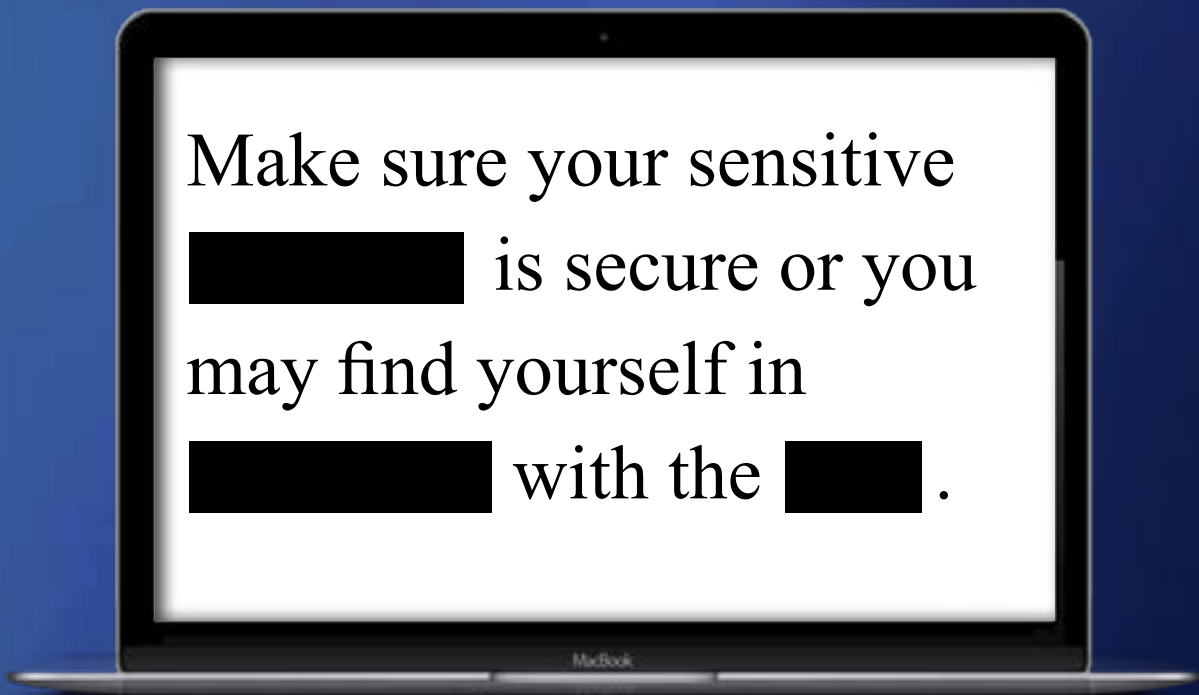 Make sure your sensitive
is secure or you
may find yourself in
with the .
MacBook